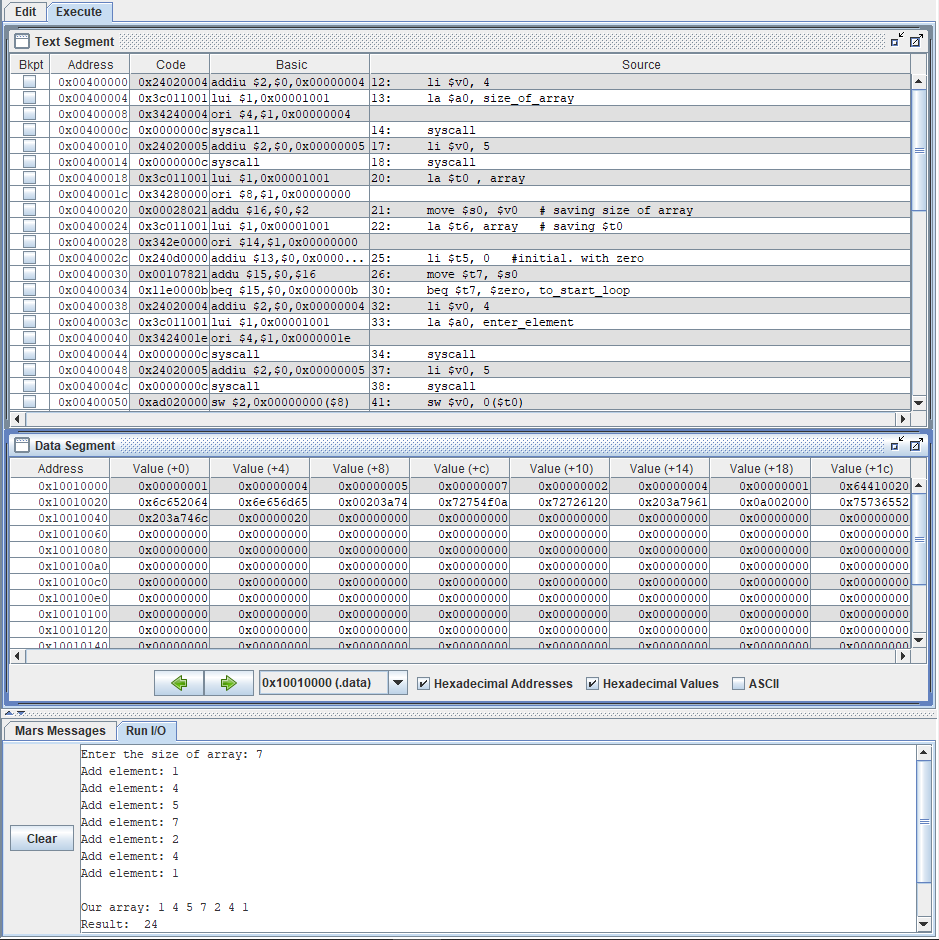 Edit Execute
Text Segment
Bkpt Address Code Basic Source
0x00400000 0x24020004 addiu $2,$0,0x00000004 12: li $v0, 4
0x00400004 0x3c011001 lui $1,0x00001001 13: la $a0, size_of_array
0x00400008 0x34240004 ori $4,$1,0x00000004
0x0040000c 0x0000000c syscall 14: syscall
0x00400010 0x24020005 addiu $2,$0,0x00000005 17: li $v0, 5
0x00400014 0x0000000c syscall 18: syscall
0x00400018 0x3c011001 lui $1,0x00001001 20: la $t0 , array
0x0040001c 0x34280000 ori $8,$1,0x00000000
0x00400020 0x00028021 addu $16,$0,$2 21: move $s0, $v0 # saving size of array
0x00400024 0x3c011001 lui $1,0x00001001 22: la $t6, array # saving $t0
0x00400028 0x342e0000 ori $14,$1,0x00000000
0x0040002c 0x240d0000 addiu $13,$0,0x0000... 25: li $t5, 0 #initial. with zero
0x00400030 0x00107821 addu $15,$0,$16 26: move $t7, $s0
0x00400034 0x11e0000b beq $15,$0,0x0000000b 30: beq $t7, $zero, to_start_loop
0x00400038 0x24020004 addiu $2,$0,0x00000004 32: li $v0, 4
0x0040003c 0x3c011001 lui $1,0x00001001 33: la $a0, enter_element
0x00400040 0x3424001e ori $4,$1,0x0000001e
0x00400044 0x0000000c syscall 34: syscall
0x00400048 0x24020005 addiu $2,$0,0x00000005 37: li $v0, 5
0x0040004c 0x0000000c syscall 38: syscall
0x00400050 0xad020000 sw $2,0x00000000($8) 41: sw $v0, 0($t0)
Data Segment
Address Value (+0) Value (+4) Value (+8) Value (+c) Value (+10) Value (+14) Value (+18) Value (+1c)
0x10010000 0x00000001 0x00000004 0x00000005 0x00000007 0x00000002 0x00000004 0x00000001 0x64410020
0x10010020 0x6c652064 0x6e656d65 0x00203a74 0x72754f0a 0x72726120 0x203a7961 0x0a002000 0x75736552
0x10010040 0x203a746c 0x00000020 0x00000000 0x00000000 0x00000000 0x00000000 0x00000000 0x00000000
0x10010060 0x00000000 0x00000000 0x00000000 0x00000000 0x00000000 0x00000000 0x00000000 0x00000000
0x10010080 0x00000000 0x00000000 0x00000000 0x00000000 0x00000000 0x00000000 0x00000000 0x00000000
0x100100a0 0x00000000 0x00000000 0x00000000 0x00000000 0x00000000 0x00000000 0x00000000 0x00000000
0x100100c0 0x00000000 0x00000000 0x00000000 0x00000000 0x00000000 0x00000000 0x00000000 0x00000000
0x100100e0 0x00000000 0x00000000 0x00000000 0x00000000 0x00000000 0x00000000 0x00000000 0x00000000
0x10010100 0x00000000 0x00000000 0x00000000 0x00000000 0x00000000 0x00000000 0x00000000 0x00000000
0x10010120 0x00000000 0x00000000 0x00000000 0x00000000 0x00000000 0x00000000 0x00000000 0x00000000
0x10010140 0x00000000 0x00000000 0x00000000 0x00000000 0x00000000 0x00000000 0x00000000 0x00000000
0x10010000 (.data) Hexadecimal Addresses Hexadecimal Values ASCII
Mars Messages Run I/O
Enter the size of array: 7
Add element: 1
Add element: 4
Add element: 5
Add element: 7
Clear
Add element: 2
Add element: 4
Add element: 1
Our array: 1 4 5 7 2 4 1
Result: 24